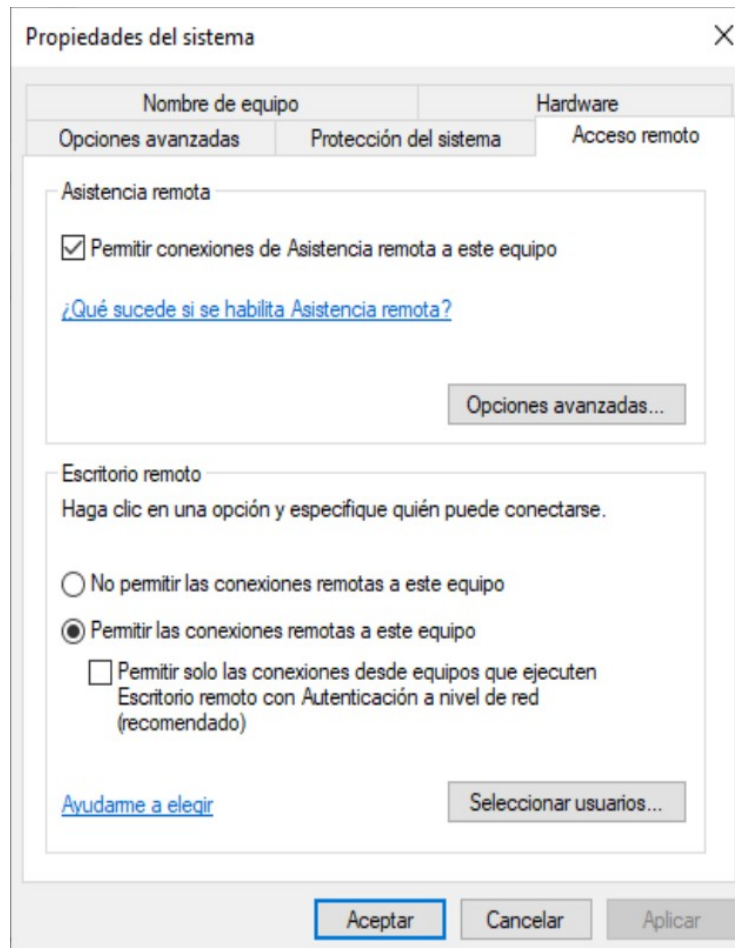 Propiedades del sistema
Nombre de equipo
Hardware
Opciones avanzadas
Protección del sistema
Acceso remoto
Asistencia remota
Permitir conexiones de Asistencia remota a este equipo
¿Qué sucede si se habilita Asistencia remota?
Opciones avanzadas...
Escritorio remoto
Haga clic en una opción y especifique quién puede conectarse.
No permitir las conexiones remotas a este equipo
Permitir las conexiones remotas a este equipo
Permitir solo las conexiones desde equipos que ejecuten
Escritorio remoto con Autenticación a nivel de red
(recomendado)
Ayudarme a elegir
Seleccionar usuarios...
Aceptar
Cancelar
Aplicar